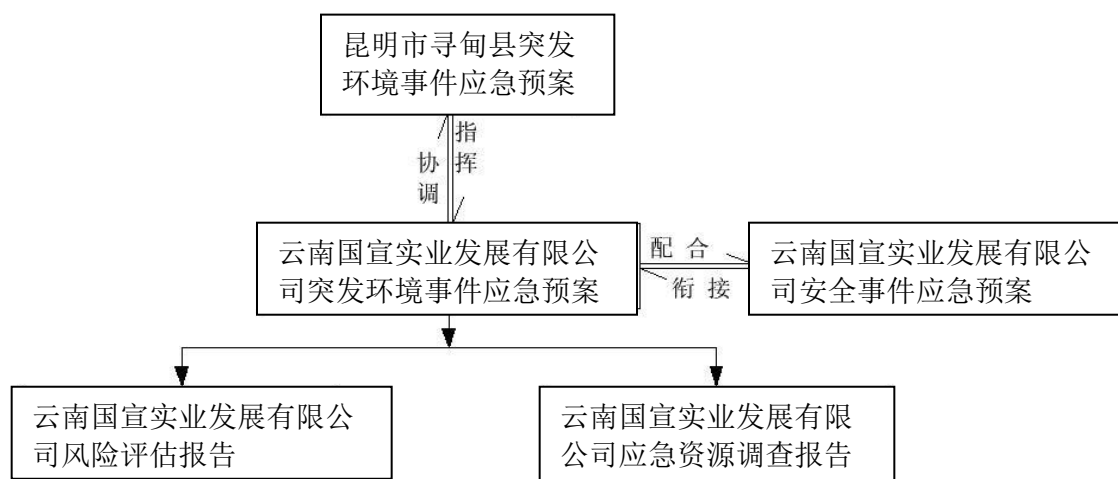 昆明市寻甸县突发
环境事件应急预案
协调
指挥
云南国宣实业发展有限公
司突发环境事件应急预案
配 合
衔 接
云南国宣实业发展有限公
司安全事件应急预案
云南国宣实业发展有限公
司风险评估报告
云南国宣实业发展有限
公司应急资源调查报告